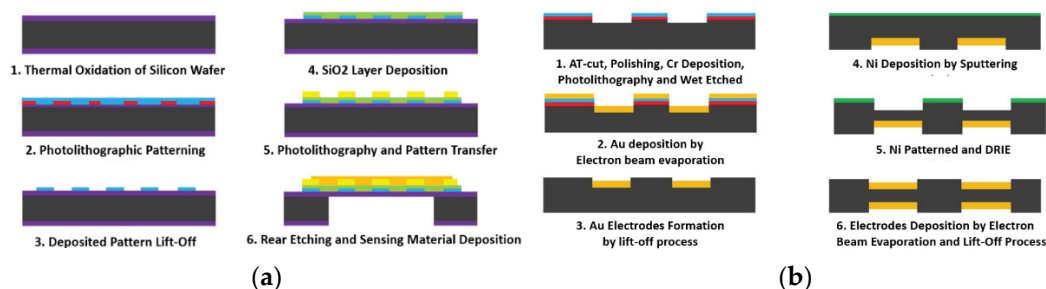 1. Thermal Oxidation of Silicon Wafer
2. Photolithographic Patterning
3. Deposited Pattern Lift-Off
4. SiO2 Layer Deposition
5. Photolithography and Pattern Transfer
6. Rear Etching and Sensing Material Deposition
(a)
1. AT-cut, Polishing, Cr Deposition,
Photolithography and Wet Etched
2. Au deposition by
Electron beam evaporation
3. Au Electrodes Formation
by lift-off process
4. Ni Deposition by Sputtering
5. Ni Patterned and DRIE
6. Electrodes Deposition by Electron
Beam Evaporation and Lift-Off Process
(b)